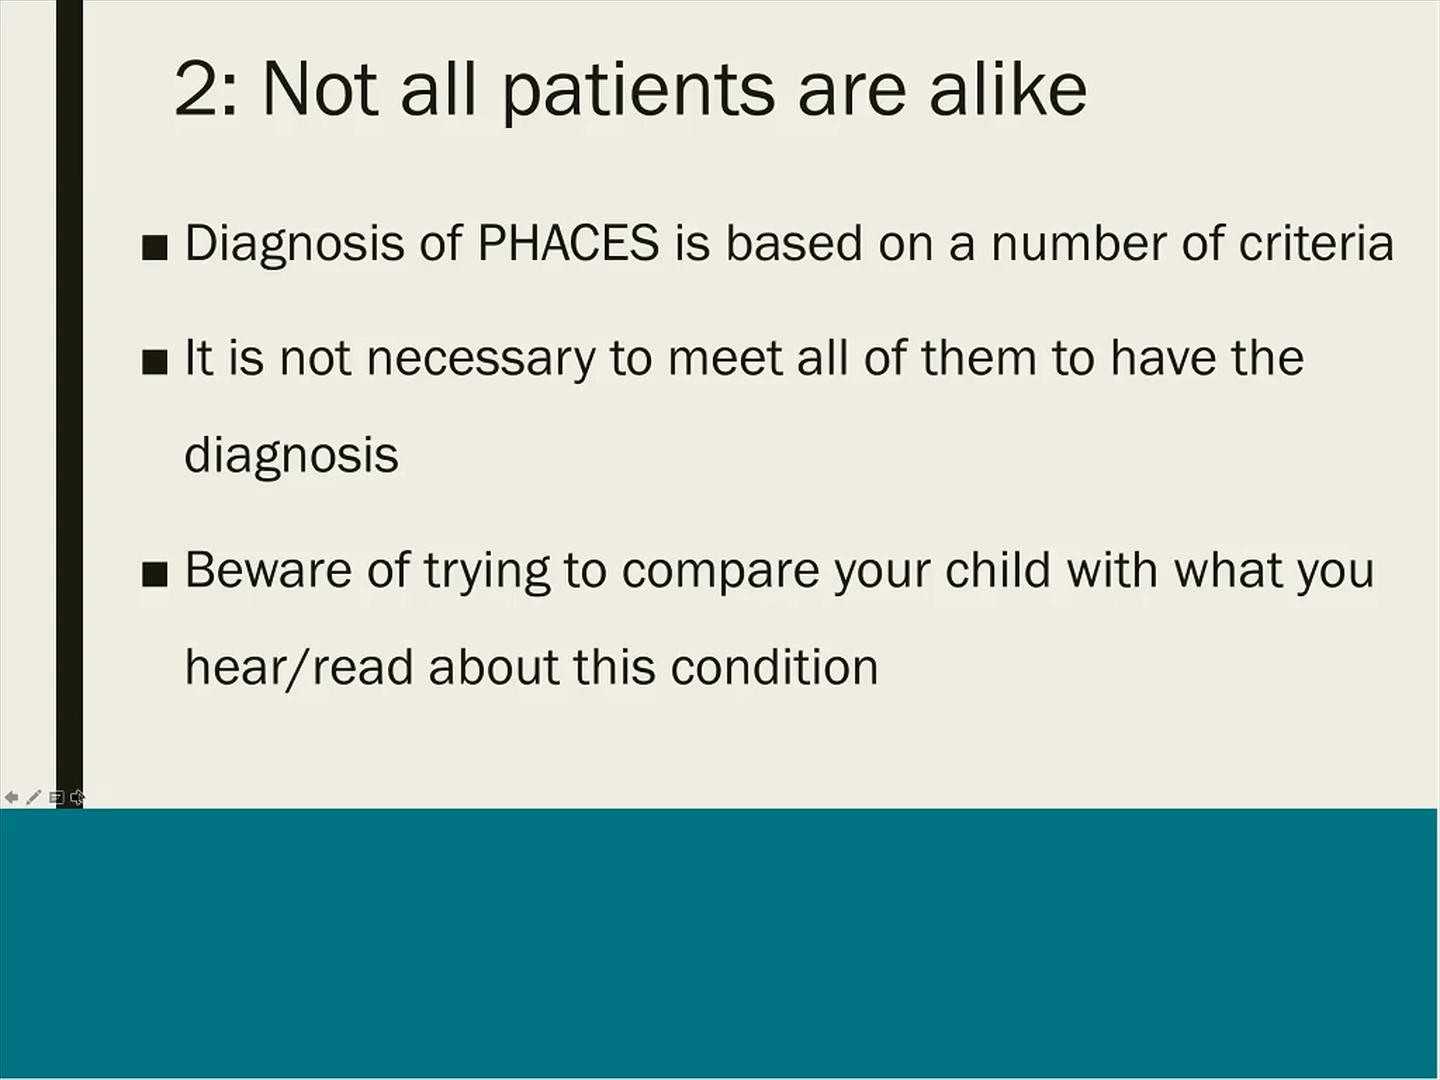 2: Not all patients are alike
■ Diagnosis of PHACES is based on a number of criteria
■ It is not necessary to meet all of them to have the
diagnosis
■ Beware of trying to compare your child with what you
hear/read about this condition